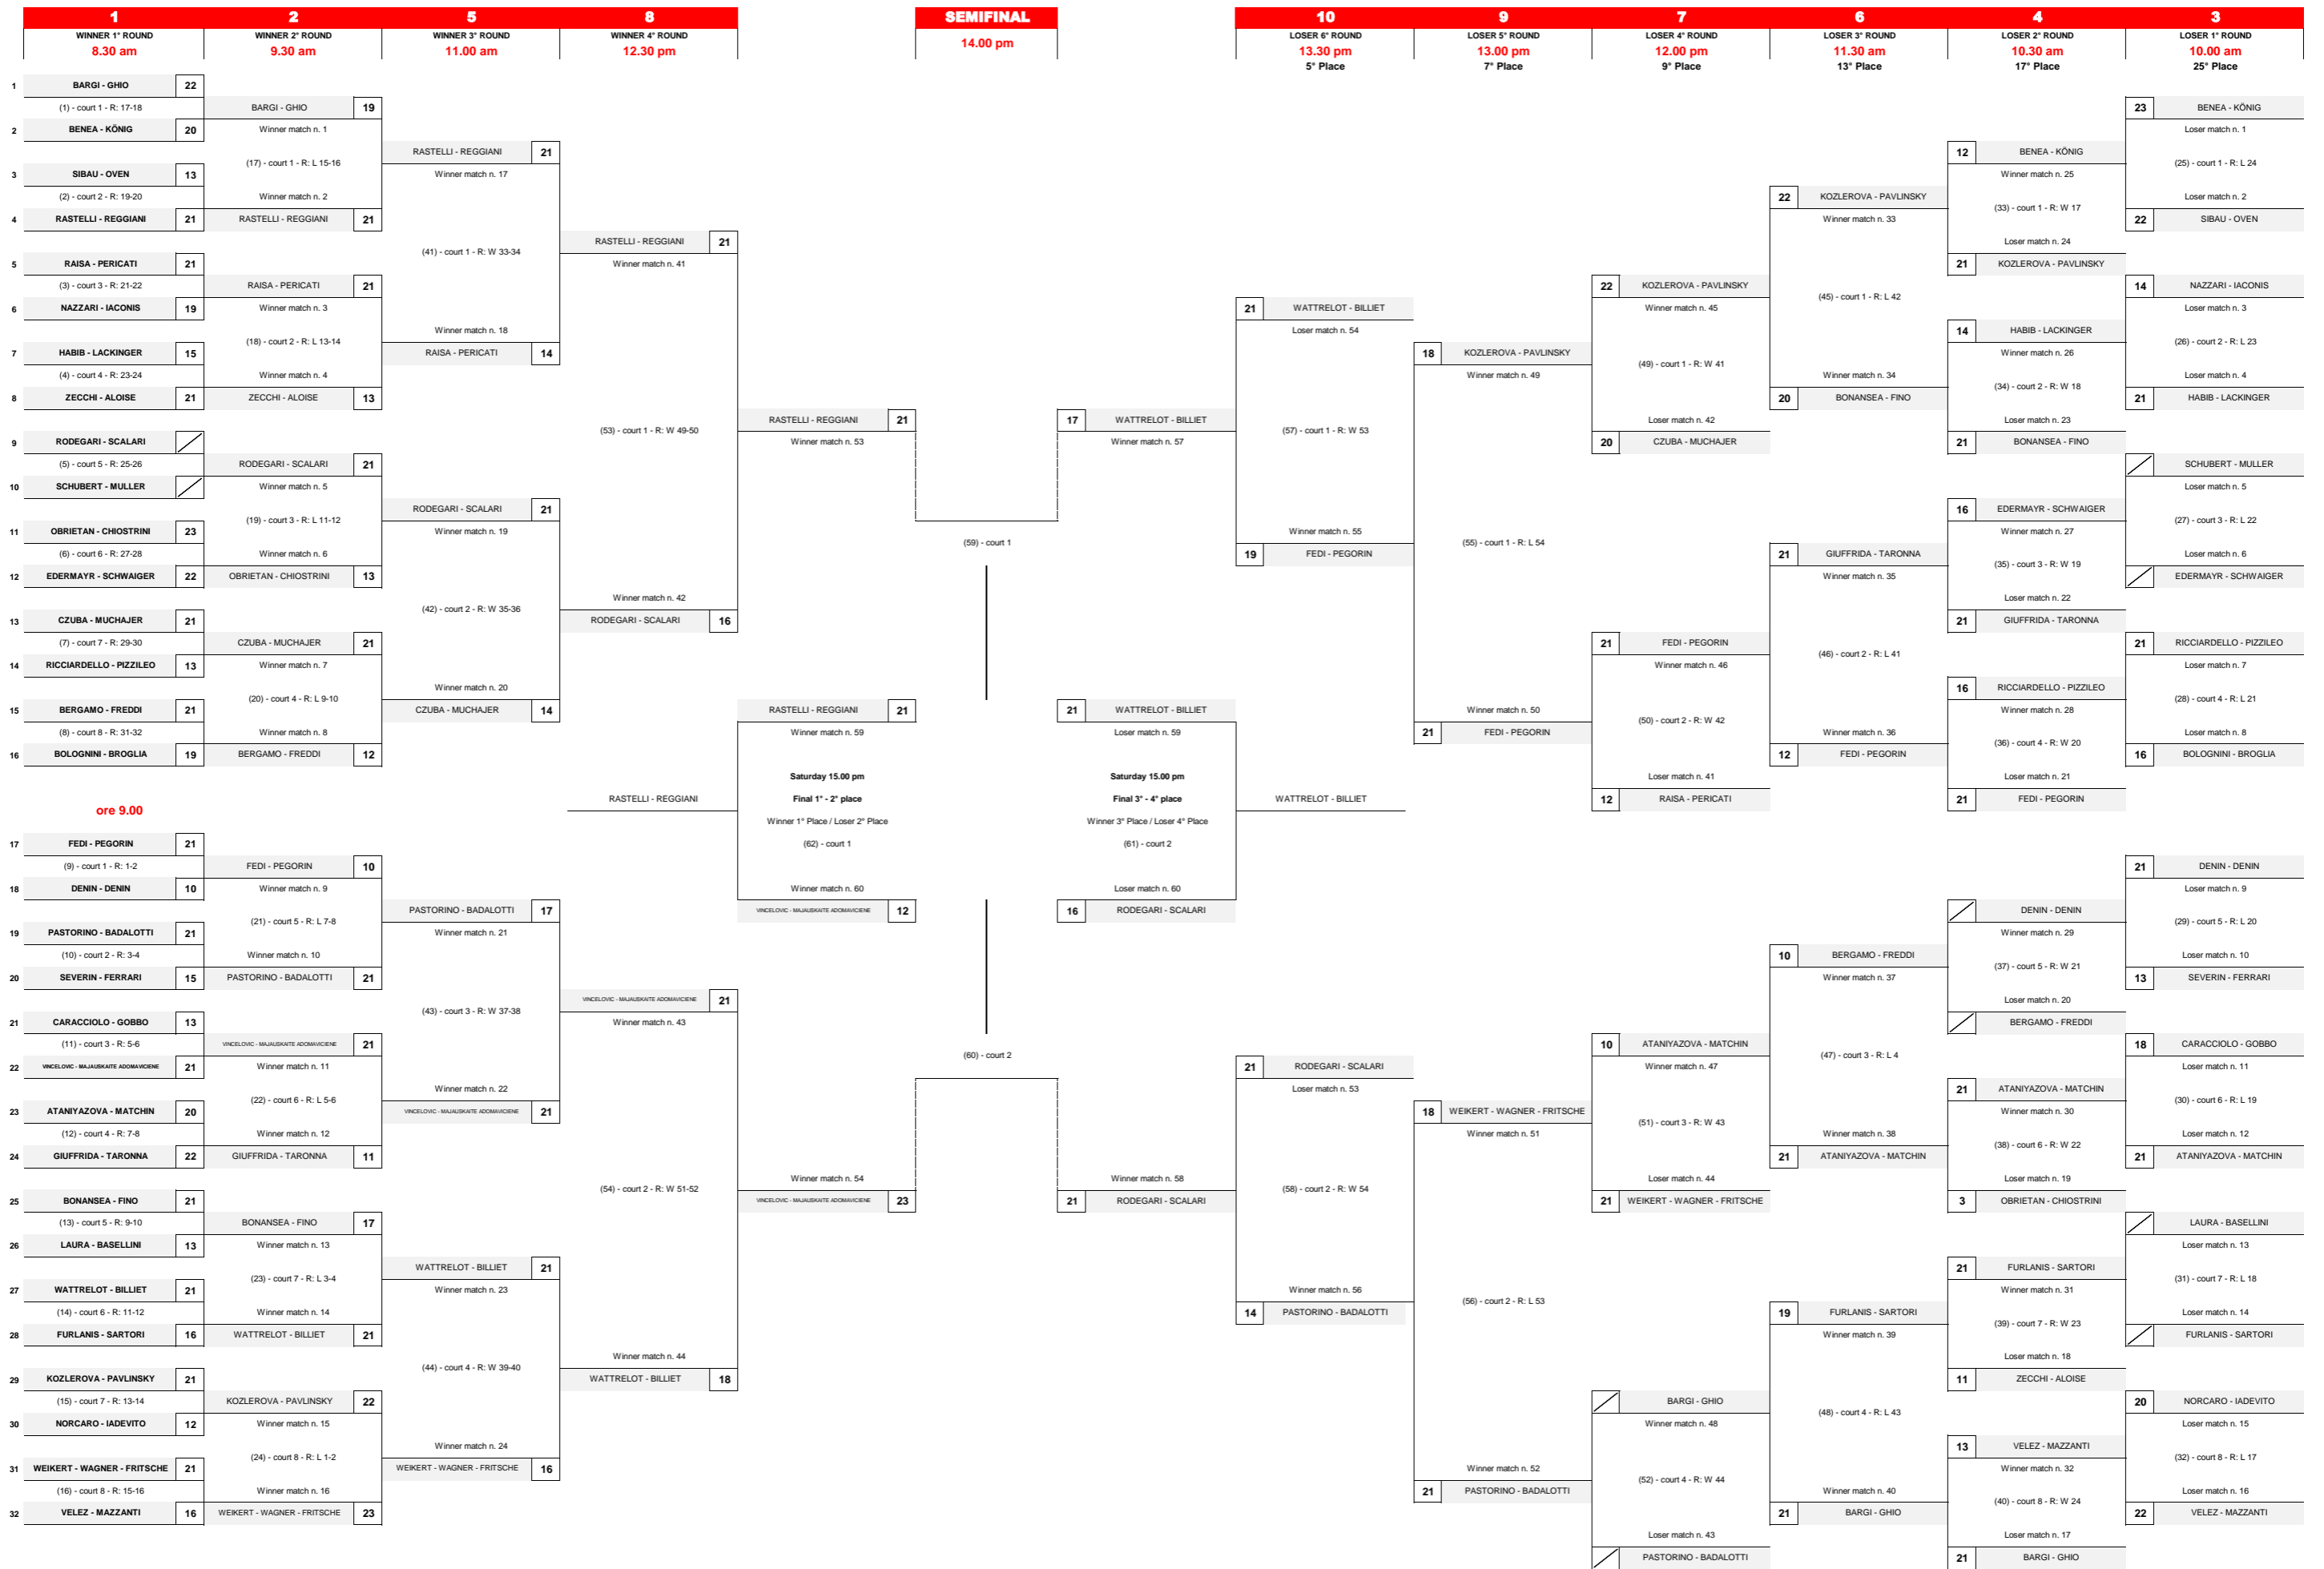 1 2 5 8 SEMIFINAL 10 9 7 6 4 3
WINNER 1° ROUND WINNER 2° ROUND WINNER 3° ROUND WINNER 4° ROUND LOSER 6° ROUND LOSER 5° ROUND LOSER 4° ROUND LOSER 3° ROUND LOSER 2° ROUND LOSER 1° ROUND
8.30 am 9.30 am 11.00 am 12.30 pm 14.00 pm 13.30 pm 13.00 pm 12.00 pm 11.30 am 10.30 am 10.00 am
5° Place 7° Place 9° Place 13° Place 17° Place 25° Place
1 BARGI - GHIO 22
(1) - court 1 - R: 17-18
2 BENEA - KÖNIG 20
3 SIBAU - OVEN 13
(2) - court 2 - R: 19-20
4 RASTELLI - REGGIANI 21
5 RAISA - PERICATI 21
(3) - court 3 - R: 21-22
6 NAZZARI - IACONIS 19
7 HABIB - LACKINGER 15
(4) - court 4 - R: 23-24
8 ZECCHI - ALOISE 21
9 RODEGARI - SCALARI
(5) - court 5 - R: 25-26
10 SCHUBERT - MULLER
11 OBRIETAN - CHIOSTRINI 23
(6) - court 6 - R: 27-28
12 EDERMAYR - SCHWAIGER 22
13 CZUBA - MUCHAJER 21
(7) - court 7 - R: 29-30
14 RICCIARDELLO - PIZZILEO 13
15 BERGAMO - FREDDI 21
(8) - court 8 - R: 31-32
16 BOLOGNINI - BROGLIA 19
ore 9.00
17 FEDI - PEGORIN 21
(9) - court 1 - R: 1-2
18 DENIN - DENIN 10
19 PASTORINO - BADALOTTI 21
(10) - court 2 - R: 3-4
20 SEVERIN - FERRARI 15
21 CARACCIOLO - GOBBO 13
(11) - court 3 - R: 5-6
22 VINCELOVIC - MAJAUSKAITE ADOMAVICIENE 21
23 ATANIYAZOVA - MATCHIN 20
(12) - court 4 - R: 7-8
24 GIUFFRIDA - TARONNA 22
25 BONANSEA - FINO 21
(13) - court 5 - R: 9-10
26 LAURA - BASELLINI 13
27 WATTRELOT - BILLIET 21
(14) - court 6 - R: 11-12
28 FURLANIS - SARTORI 16
29 KOZLEROVA - PAVLINSKY 21
(15) - court 7 - R: 13-14
30 NORCARO - IADEVITO 12
31 WEIKERT - WAGNER - FRITSCHE 21
(16) - court 8 - R: 15-16
32 VELEZ - MAZZANTI 16
BARGI - GHIO 19
Winner match n. 1
(17) - court 1 - R: L 15-16
Winner match n. 2
RASTELLI - REGGIANI 21
RAISA - PERICATI 21
Winner match n. 3
(18) - court 2 - R: L 13-14
Winner match n. 4
ZECCHI - ALOISE 13
RODEGARI - SCALARI 21
Winner match n. 5
(19) - court 3 - R: L 11-12
Winner match n. 6
OBRIETAN - CHIOSTRINI 13
CZUBA - MUCHAJER 21
Winner match n. 7
(20) - court 4 - R: L 9-10
Winner match n. 8
BERGAMO - FREDDI 12
FEDI - PEGORIN 10
Winner match n. 9
(21) - court 5 - R: L 7-8
Winner match n. 10
PASTORINO - BADALOTTI 21
VINCELOVIC - MAJAUSKAITE ADOMAVICIENE 21
Winner match n. 11
(22) - court 6 - R: L 5-6
Winner match n. 12
GIUFFRIDA - TARONNA 11
BONANSEA - FINO 17
Winner match n. 13
(23) - court 7 - R: L 3-4
Winner match n. 14
WATTRELOT - BILLIET 21
KOZLEROVA - PAVLINSKY 22
Winner match n. 15
(24) - court 8 - R: L 1-2
Winner match n. 16
WEIKERT - WAGNER - FRITSCHE 23
RASTELLI - REGGIANI 21
Winner match n. 17
(41) - court 1 - R: W 33-34
Winner match n. 18
RAISA - PERICATI 14
RODEGARI - SCALARI 21
Winner match n. 19
(42) - court 2 - R: W 35-36
Winner match n. 20
CZUBA - MUCHAJER 14
PASTORINO - BADALOTTI 17
Winner match n. 21
(43) - court 3 - R: W 37-38
Winner match n. 22
VINCELOVIC - MAJAUSKAITE ADOMAVICIENE 21
WATTRELOT - BILLIET 21
Winner match n. 23
(44) - court 4 - R: W 39-40
Winner match n. 24
WEIKERT - WAGNER - FRITSCHE 16
RASTELLI - REGGIANI 21
Winner match n. 41
(53) - court 1 - R: W 49-50
Winner match n. 42
RODEGARI - SCALARI 16
RASTELLI - REGGIANI
VINCELOVIC - MAJAUSKAITE ADOMAVICIENE 21
Winner match n. 43
(54) - court 2 - R: W 51-52
Winner match n. 44
WATTRELOT - BILLIET 18
RASTELLI - REGGIANI 21
Winner match n. 53
RASTELLI - REGGIANI 21
Winner match n. 59
Saturday 15.00 pm
Final 1° - 2° place
Winner 1° Place / Loser 2° Place
(62) - court 1
Winner match n. 60
VINCELOVIC - MAJAUSKAITE ADOMAVICIENE 12
Winner match n. 54
VINCELOVIC - MAJAUSKAITE ADOMAVICIENE 23
(59) - court 1
(60) - court 2
17 WATTRELOT - BILLIET
Winner match n. 57
21 WATTRELOT - BILLIET
Loser match n. 59
Saturday 15.00 pm
Final 3° - 4° place
Winner 3° Place / Loser 4° Place
(61) - court 2
Loser match n. 60
16 RODEGARI - SCALARI
Winner match n. 58
21 RODEGARI - SCALARI
21 WATTRELOT - BILLIET
Loser match n. 54
(57) - court 1 - R: W 53
Winner match n. 55
19 FEDI - PEGORIN
WATTRELOT - BILLIET
21 RODEGARI - SCALARI
Loser match n. 53
(58) - court 2 - R: W 54
Winner match n. 56
14 PASTORINO - BADALOTTI
18 KOZLEROVA - PAVLINSKY
Winner match n. 49
(55) - court 1 - R: L 54
Winner match n. 50
21 FEDI - PEGORIN
18 WEIKERT - WAGNER - FRITSCHE
Winner match n. 51
(56) - court 2 - R: L 53
Winner match n. 52
21 PASTORINO - BADALOTTI
22 KOZLEROVA - PAVLINSKY
Winner match n. 45
(49) - court 1 - R: W 41
Loser match n. 42
20 CZUBA - MUCHAJER
21 FEDI - PEGORIN
Winner match n. 46
(50) - court 2 - R: W 42
Loser match n. 41
12 RAISA - PERICATI
10 ATANIYAZOVA - MATCHIN
Winner match n. 47
(51) - court 3 - R: W 43
Loser match n. 44
21 WEIKERT - WAGNER - FRITSCHE
BARGI - GHIO
Winner match n. 48
(52) - court 4 - R: W 44
Loser match n. 43
PASTORINO - BADALOTTI
22 KOZLEROVA - PAVLINSKY
Winner match n. 33
(45) - court 1 - R: L 42
Winner match n. 34
20 BONANSEA - FINO
21 GIUFFRIDA - TARONNA
Winner match n. 35
(46) - court 2 - R: L 41
Winner match n. 36
12 FEDI - PEGORIN
10 BERGAMO - FREDDI
Winner match n. 37
(47) - court 3 - R: L 4
Winner match n. 38
21 ATANIYAZOVA - MATCHIN
19 FURLANIS - SARTORI
Winner match n. 39
(48) - court 4 - R: L 43
Winner match n. 40
21 BARGI - GHIO
12 BENEA - KÖNIG
Winner match n. 25
(33) - court 1 - R: W 17
Loser match n. 24
21 KOZLEROVA - PAVLINSKY
14 HABIB - LACKINGER
Winner match n. 26
(34) - court 2 - R: W 18
Loser match n. 23
21 BONANSEA - FINO
16 EDERMAYR - SCHWAIGER
Winner match n. 27
(35) - court 3 - R: W 19
Loser match n. 22
21 GIUFFRIDA - TARONNA
16 RICCIARDELLO - PIZZILEO
Winner match n. 28
(36) - court 4 - R: W 20
Loser match n. 21
21 FEDI - PEGORIN
DENIN - DENIN
Winner match n. 29
(37) - court 5 - R: W 21
Loser match n. 20
BERGAMO - FREDDI
21 ATANIYAZOVA - MATCHIN
Winner match n. 30
(38) - court 6 - R: W 22
Loser match n. 19
3 OBRIETAN - CHIOSTRINI
21 FURLANIS - SARTORI
Winner match n. 31
(39) - court 7 - R: W 23
Loser match n. 18
11 ZECCHI - ALOISE
13 VELEZ - MAZZANTI
Winner match n. 32
(40) - court 8 - R: W 24
Loser match n. 17
21 BARGI - GHIO
23 BENEA - KÖNIG
Loser match n. 1
(25) - court 1 - R: L 24
Loser match n. 2
22 SIBAU - OVEN
14 NAZZARI - IACONIS
Loser match n. 3
(26) - court 2 - R: L 23
Loser match n. 4
21 HABIB - LACKINGER
SCHUBERT - MULLER
Loser match n. 5
(27) - court 3 - R: L 22
Loser match n. 6
EDERMAYR - SCHWAIGER
21 RICCIARDELLO - PIZZILEO
Loser match n. 7
(28) - court 4 - R: L 21
Loser match n. 8
16 BOLOGNINI - BROGLIA
21 DENIN - DENIN
Loser match n. 9
(29) - court 5 - R: L 20
Loser match n. 10
13 SEVERIN - FERRARI
18 CARACCIOLO - GOBBO
Loser match n. 11
(30) - court 6 - R: L 19
Loser match n. 12
21 ATANIYAZOVA - MATCHIN
LAURA - BASELLINI
Loser match n. 13
(31) - court 7 - R: L 18
Loser match n. 14
FURLANIS - SARTORI
20 NORCARO - IADEVITO
Loser match n. 15
(32) - court 8 - R: L 17
Loser match n. 16
22 VELEZ - MAZZANTI